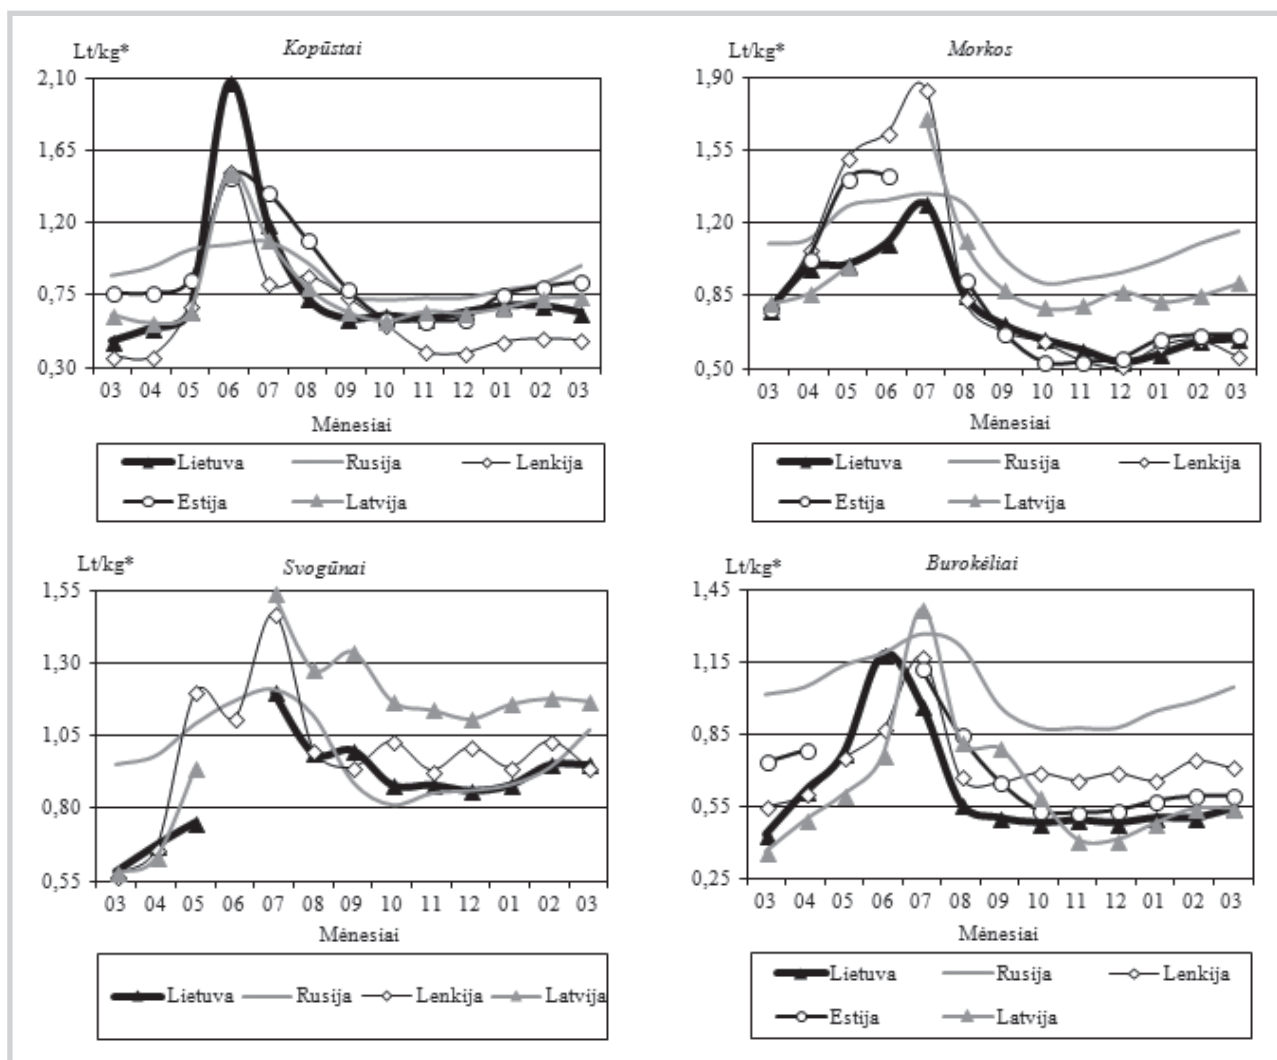 Kopūstai
Lt/kg*
2,10
1,65
1,20
0,75
0,30
03 04 05 06 07 08 09 10 11 12 01 02 03
Mėnesiai
Lietuva Rusija Lenkija
Estija Latvija
Morkos
Lt/kg*
1,90
1,55
1,20
0,85
0,50
03 04 05 06 07 08 09 10 11 12 01 02 03
Mėnesiai
Lietuva Rusija Lenkija
Estija Latvija
Svogūnai
Lt/kg*
1,55
1,30
1,05
0,80
0,55
03 04 05 06 07 08 09 10 11 12 01 02 03
Mėnesiai
Lietuva Rusija Lenkija Latvija
Burokėliai
Lt/kg*
1,45
1,15
0,85
0,55
0,25
03 04 05 06 07 08 09 10 11 12 01 02 03
Mėnesiai
Lietuva Rusija Lenkija
Estija Latvija